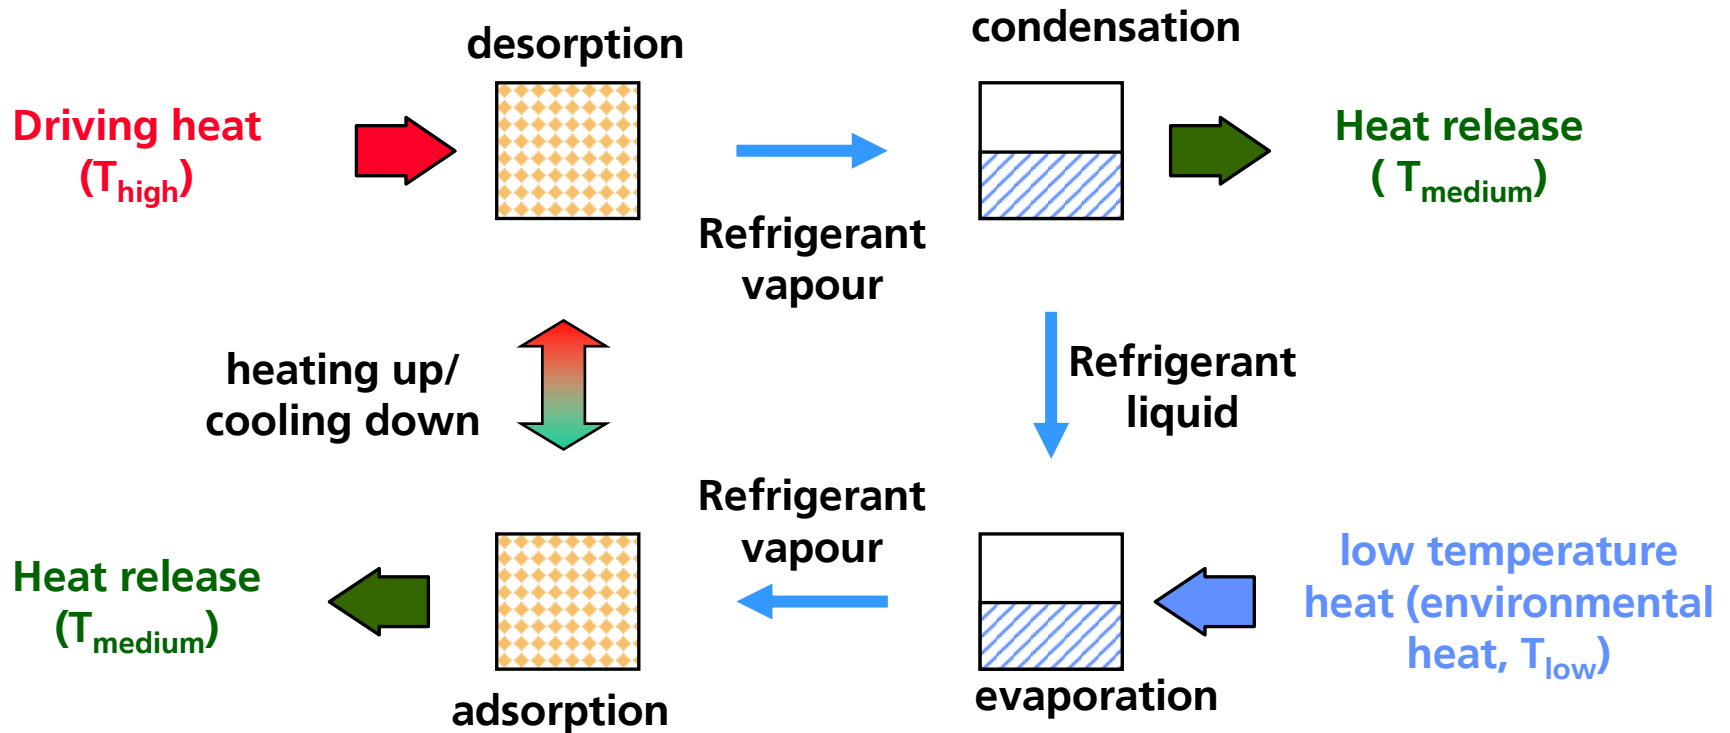 desorption
condensation
Driving heat
(Thigh)
Heat release
( Tmedium)
Refrigerant
vapour
heating up/
cooling down
Refrigerant
liquid
Refrigerant
vapour
Heat release
(Tmedium)
low temperature
heat (environmental
heat, Tlow)
adsorption
evaporation